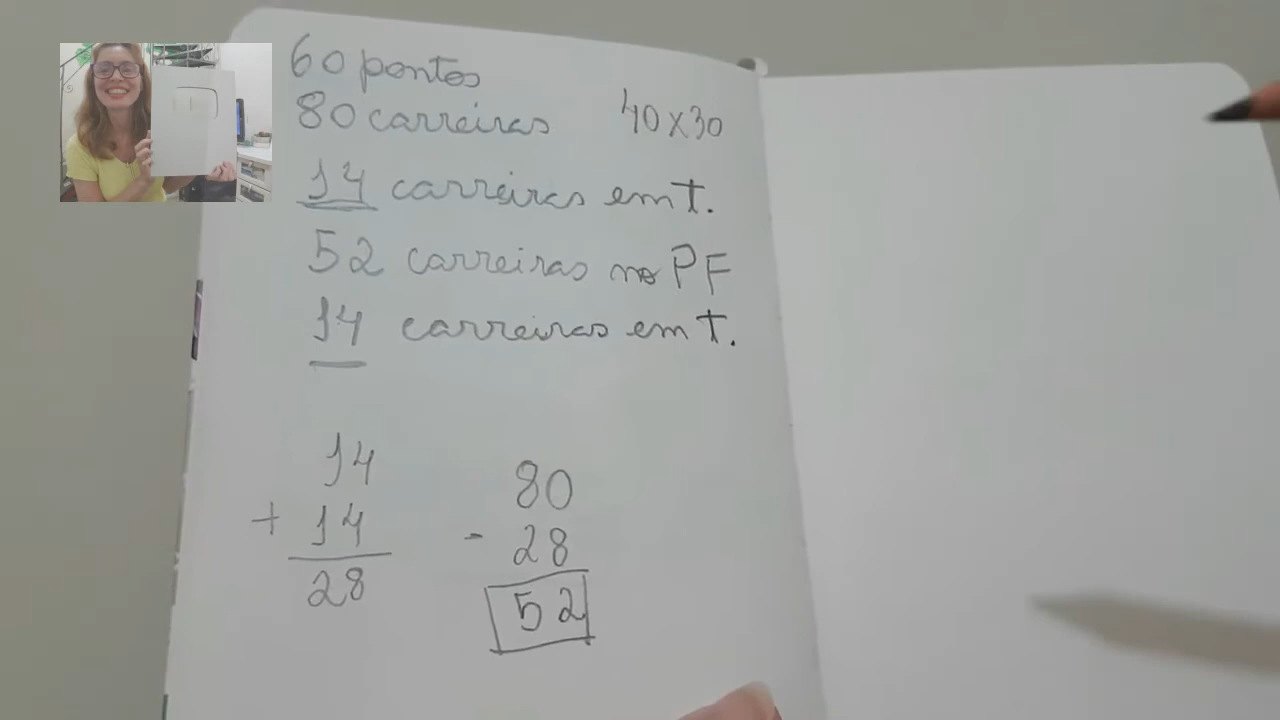 60 pontos
80 carreiras 40x30
14 carreiras em t.
52 carreiras no PF
14 carreiras em t.
14
+ 14
28
80
- 28
52